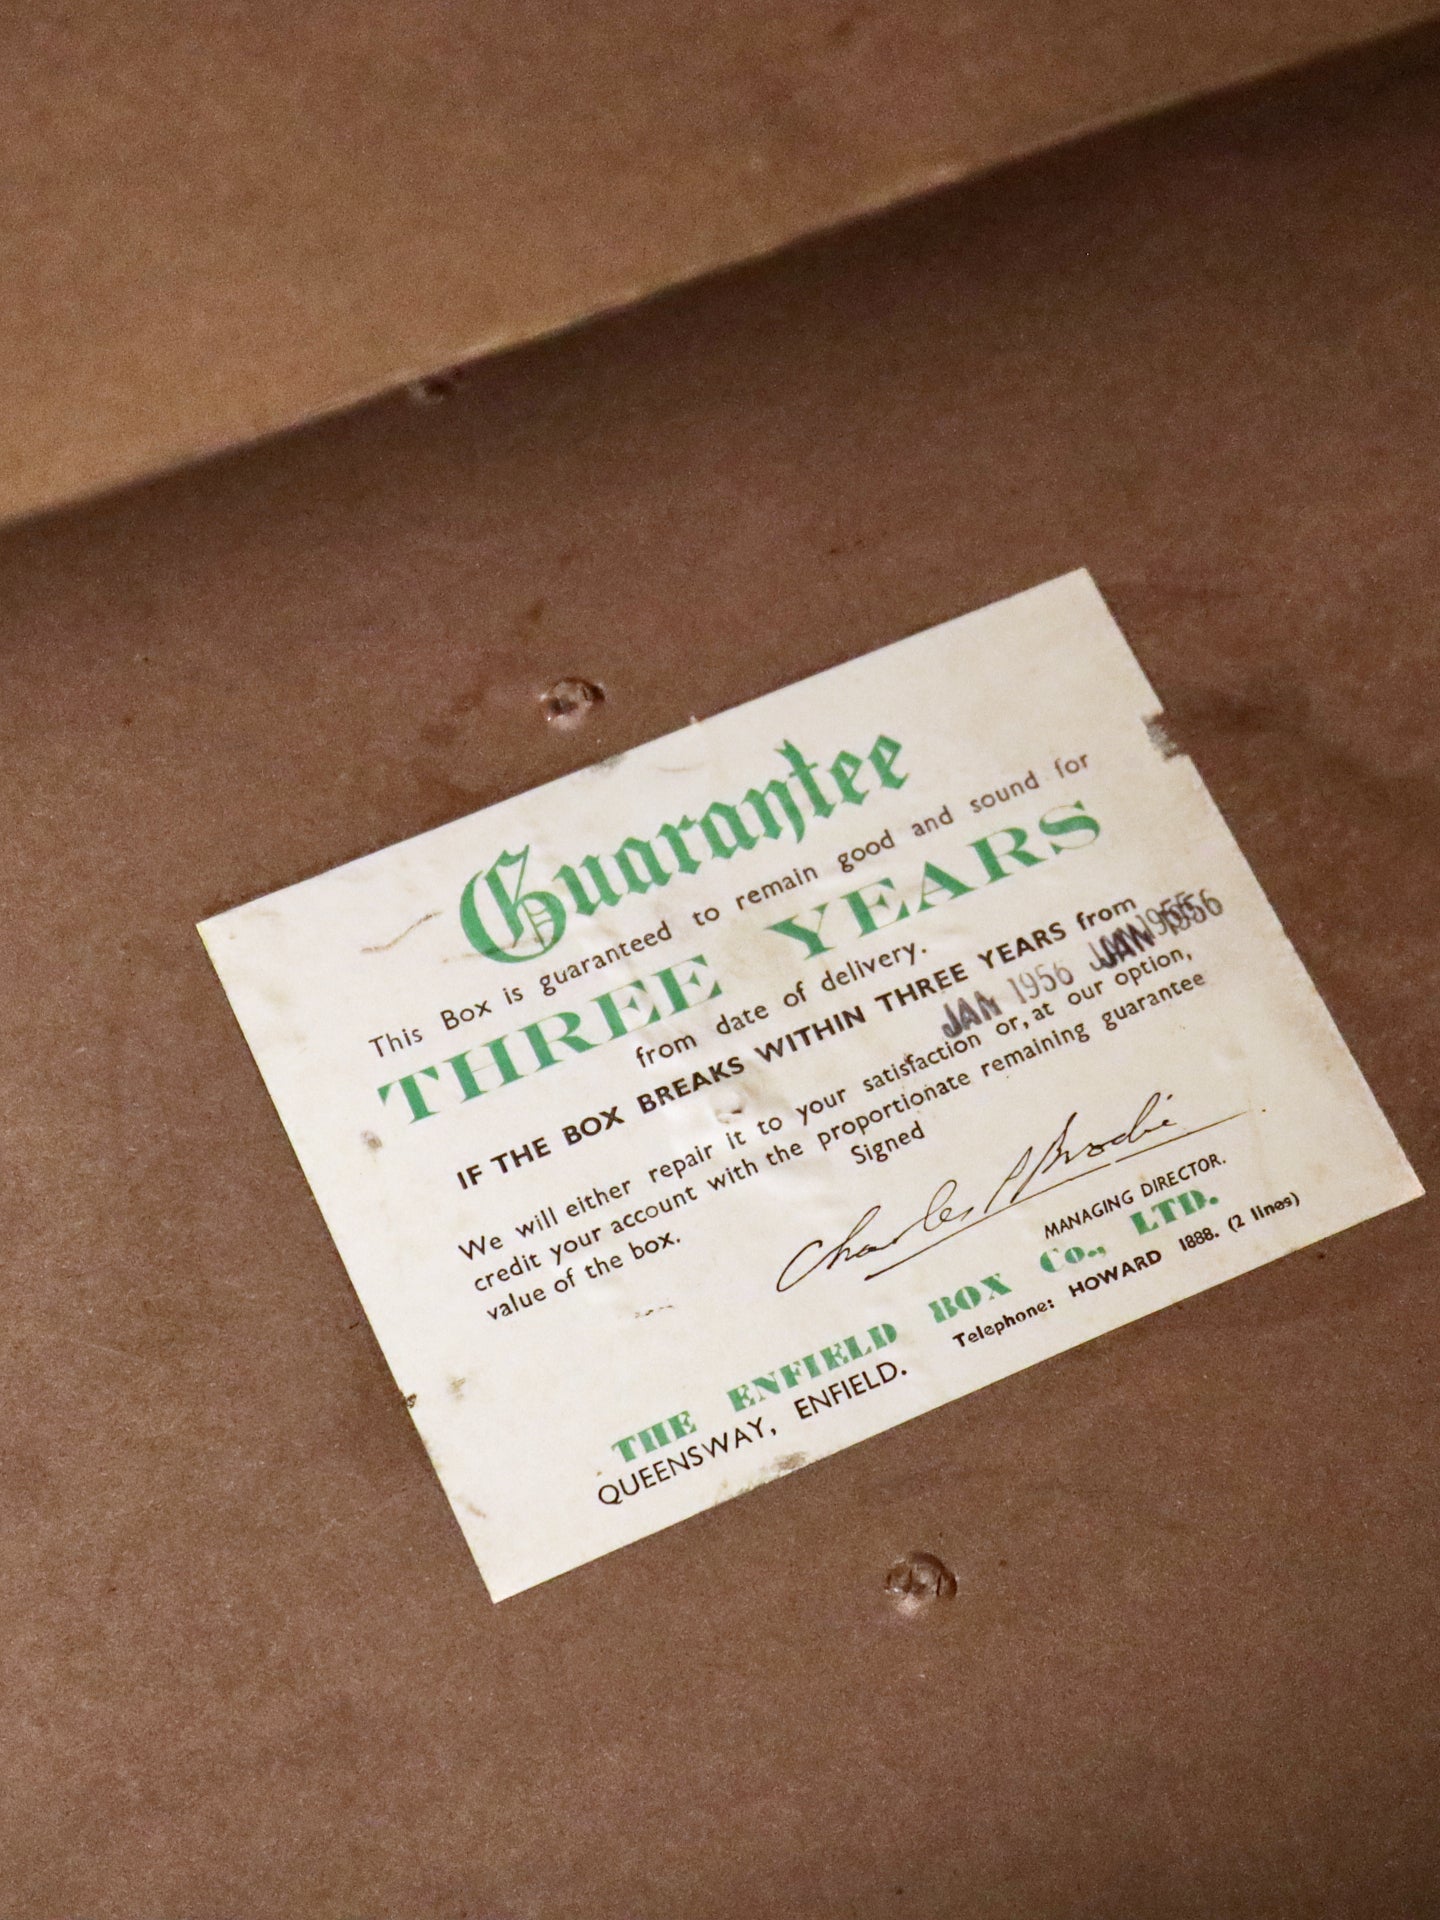 Guarantee
This Box is guaranteed to remain good and sound for
THREE YEARS
from date of delivery.
IF THE BOX BREAKS WITHIN THREE YEARS from
JAN 1956 JAN 1956
We will either repair it to your satisfaction or, at our option,
credit your account with the proportionate remaining guarantee
value of the box.
Signed
Charles P Brodie
MANAGING DIRECTOR.
THE ENFIELD BOX Co., LTD.
QUEENSWAY, ENFIELD. Telephone: HOWARD 1888. (2 lines)